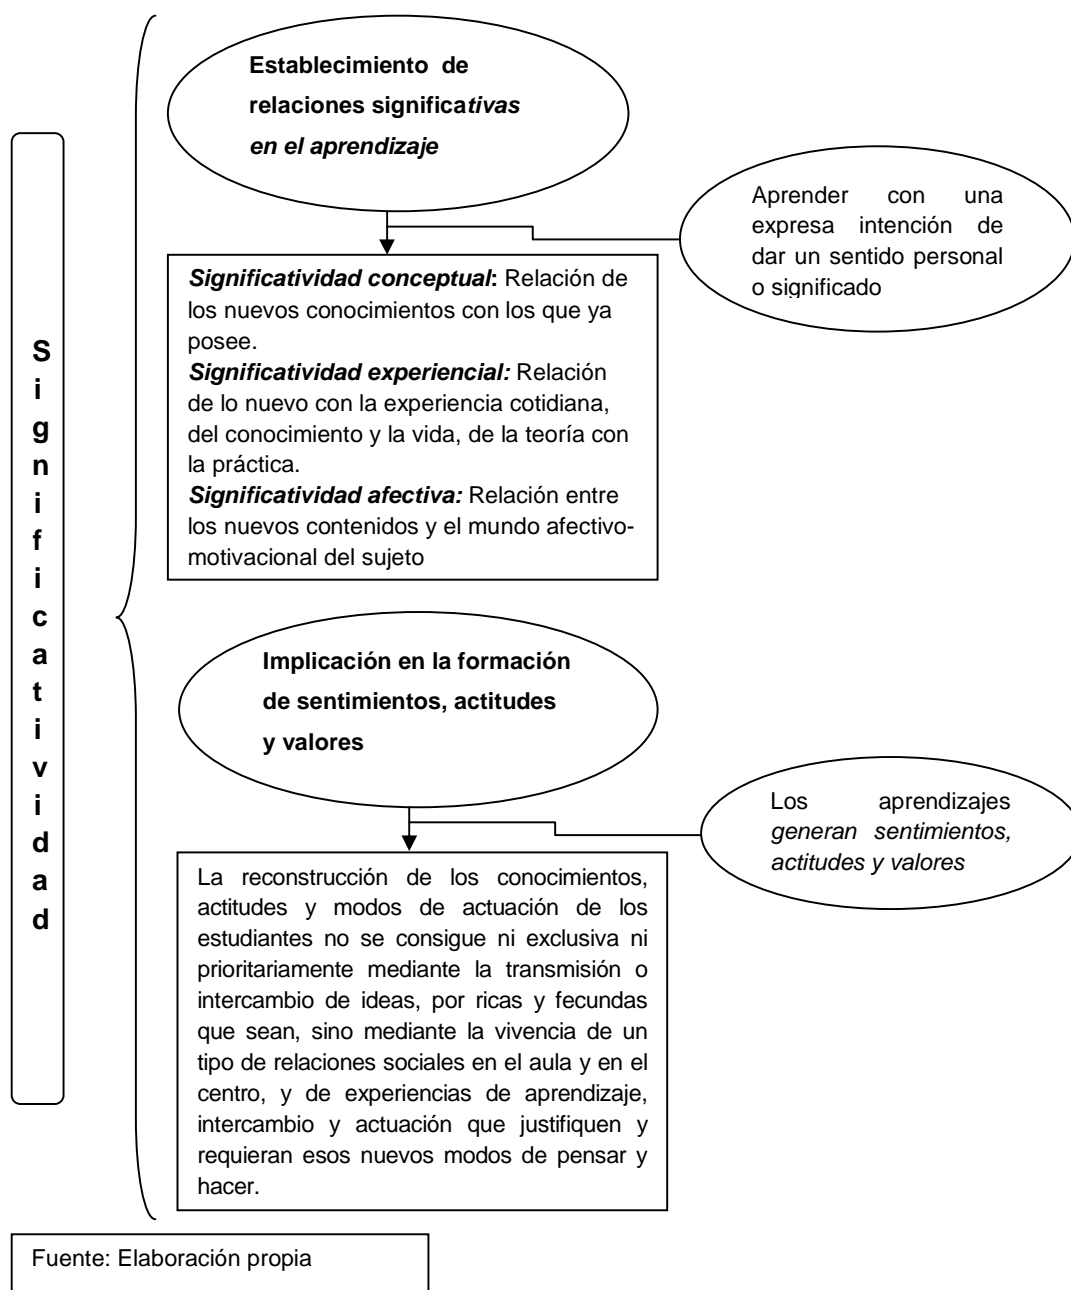 Significatividad
Establecimiento de
relaciones significativas
en el aprendizaje
Aprender con una
expresa intención de
dar un sentido personal
o significado
Significatividad conceptual: Relación de
los nuevos conocimientos con los que ya
posee.
Significatividad experiencial: Relación
de lo nuevo con la experiencia cotidiana,
del conocimiento y la vida, de la teoría con
la práctica.
Significatividad afectiva: Relación entre
los nuevos contenidos y el mundo afectivo-
motivacional del sujeto
Implicación en la formación
de sentimientos, actitudes
y valores
Los aprendizajes
generan sentimientos,
actitudes y valores
La reconstrucción de los conocimientos,
actitudes y modos de actuación de los
estudiantes no se consigue ni exclusiva ni
prioritariamente mediante la transmisión o
intercambio de ideas, por ricas y fecundas
que sean, sino mediante la vivencia de un
tipo de relaciones sociales en el aula y en el
centro, y de experiencias de aprendizaje,
intercambio y actuación que justifiquen y
requieran esos nuevos modos de pensar y
hacer.
Fuente: Elaboración propia